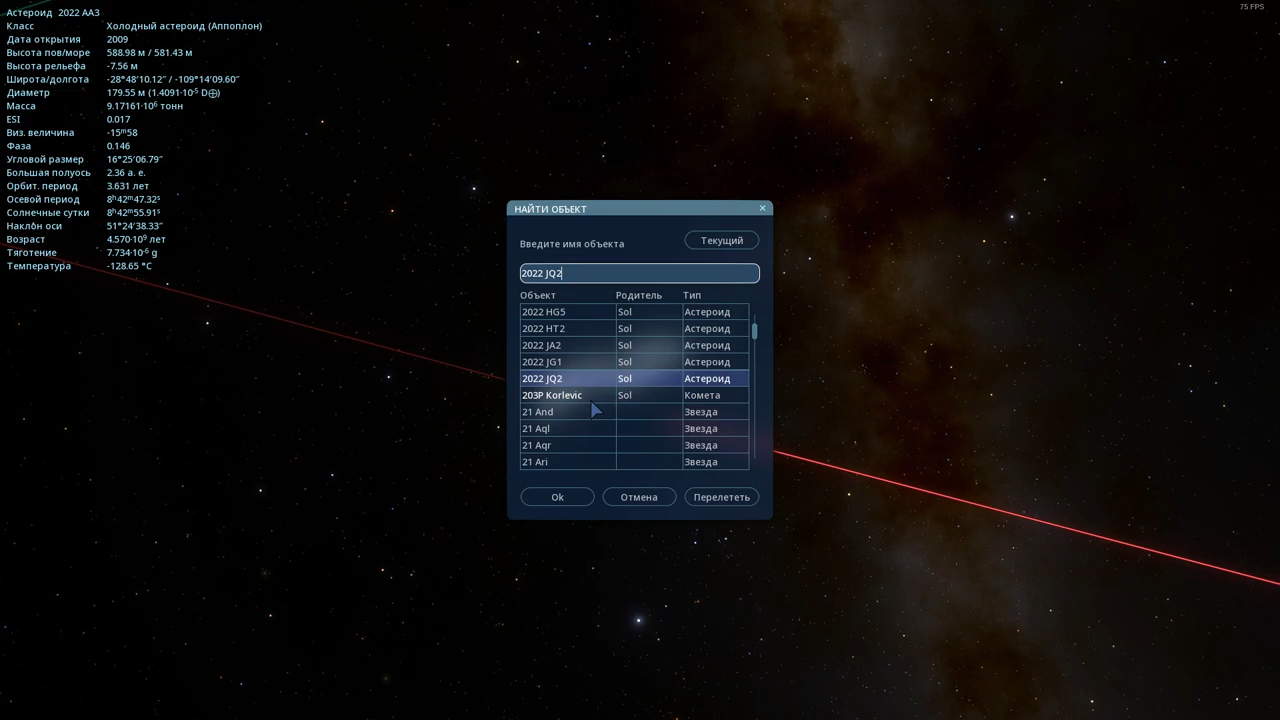 75 FPS
Астероид 2022 AA3
Класс Холодный астероид (Аппоплон)
Дата открытия 2009
Высота пов/море 588.98 м / 581.43 м
Высота рельефа -7.56 м
Широта/долгота -28°48′10.12″ / -109°14′09.60″
Диаметр 179.55 м (1.4091·10⁻⁵ D⊕)
Масса 9.17161·10⁶ тонн
ESI 0.017
Виз. величина -15ᵐ58
Фаза 0.146
Угловой размер 16°25′06.79″
Большая полуось 2.36 а. е.
Орбит. период 3.631 лет
Осевой период 8ʰ42ᵐ47.32ˢ
Солнечные сутки 8ʰ42ᵐ55.91ˢ
Наклон оси 51°24′38.33″
Возраст 4.570·10⁹ лет
Тяготение 7.734·10⁻⁶ g
Температура -128.65 °C
НАЙТИ ОБЪЕКТ ×
Введите имя объекта Текущий
2022 JQ2
Объект Родитель Тип
2022 HG5 Sol Астероид
2022 HT2 Sol Астероид
2022 JA2 Sol Астероид
2022 JG1 Sol Астероид
2022 JQ2 Sol Астероид
203P Korlevic Sol Комета
21 And Звезда
21 Aql Звезда
21 Aqr Звезда
21 Ari Звезда
Ok Отмена Перелететь